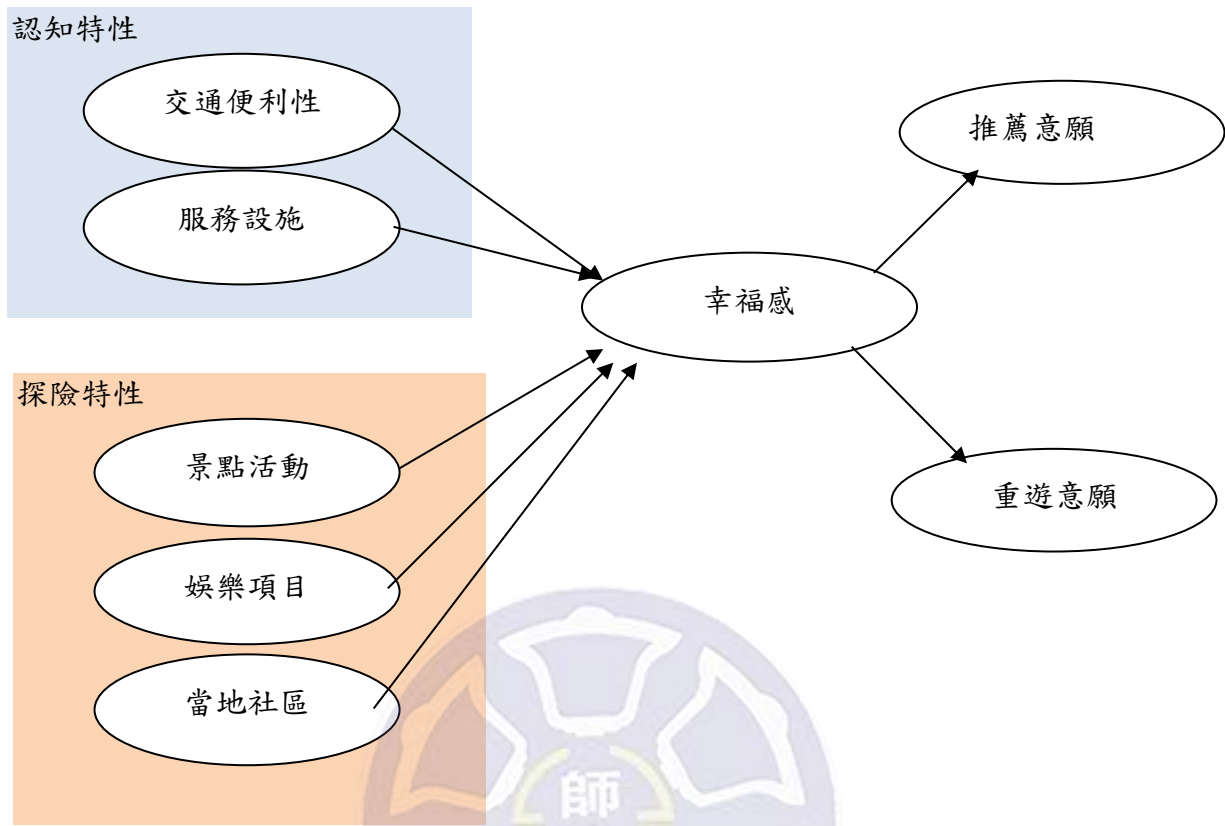 認知特性
交通便利性
服務設施
推薦意願
幸福感
探險特性
景點活動
娛樂項目
當地社區
重遊意願
師